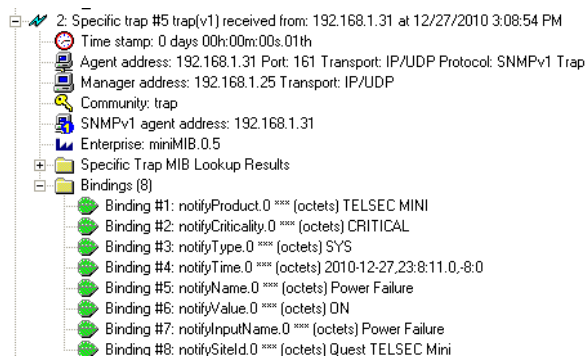 2: Specific trap #5 trap(v1) received from: 192.168.1.31 at 12/27/2010 3:08:54 PM
Time stamp: 0 days 00h:00m:00s.01th
Agent address: 192.168.1.31 Port: 161 Transport: IP/UDP Protocol: SNMPv1 Trap
Manager address: 192.168.1.25 Transport: IP/UDP
Community: trap
SNMPv1 agent address: 192.168.1.31
Enterprise: miniMIB.0.5
Specific Trap MIB Lookup Results
Bindings (8)
Binding #1: notifyProduct.0 *** (octets) TELSEC MINI
Binding #2: notifyCriticality.0 *** (octets) CRITICAL
Binding #3: notifyType.0 *** (octets) SYS
Binding #4: notifyTime.0 *** (octets) 2010-12-27,23:8:11.0,-8:0
Binding #5: notifyName.0 *** (octets) Power Failure
Binding #6: notifyValue.0 *** (octets) ON
Binding #7: notifyInputName.0 *** (octets) Power Failure
Binding #8: notifySiteId.0 *** (octets) Quest TELSEC Mini